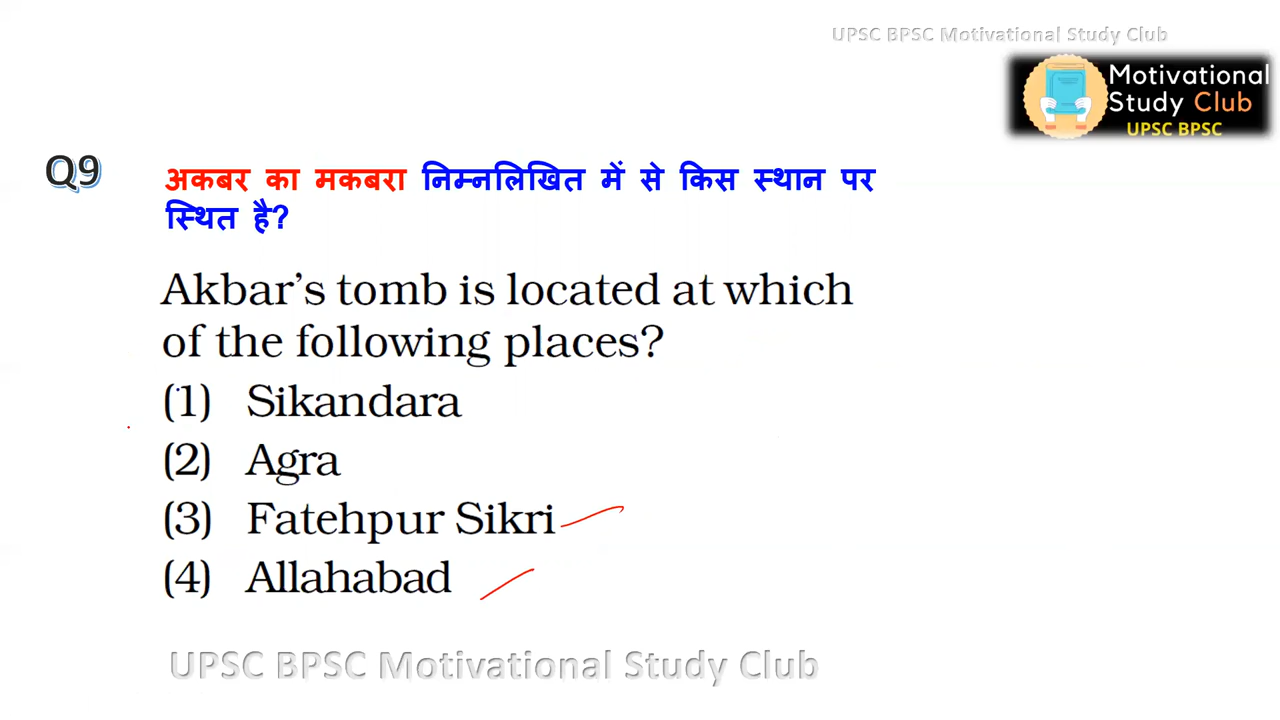 UPSC BPSC Motivational Study Club
Motivational
Study Club
UPSC BPSC
Q9
अकबर का मकबरा निम्नलिखित में से किस स्थान पर
स्थित है?
Akbar’s tomb is located at which
of the following places?
(1) Sikandara
(2) Agra
(3) Fatehpur Sikri
(4) Allahabad
UPSC BPSC Motivational Study Club